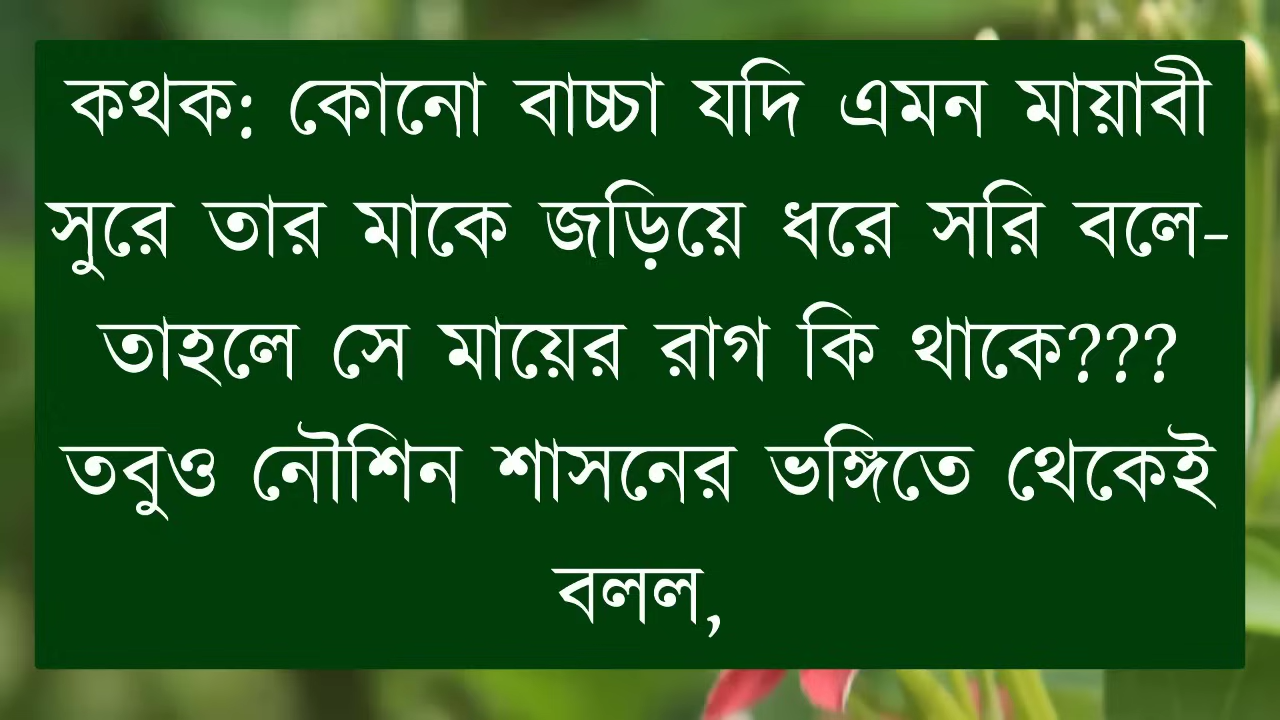 কথক: কোনো বাচ্চা যদি এমন মায়াবী
সুরে তার মাকে জড়িয়ে ধরে সরি বলে-
তাহলে সে মায়ের রাগ কি থাকে???
তবুও নৌশিন শাসনের ভঙ্গিতে থেকেই
বলল,